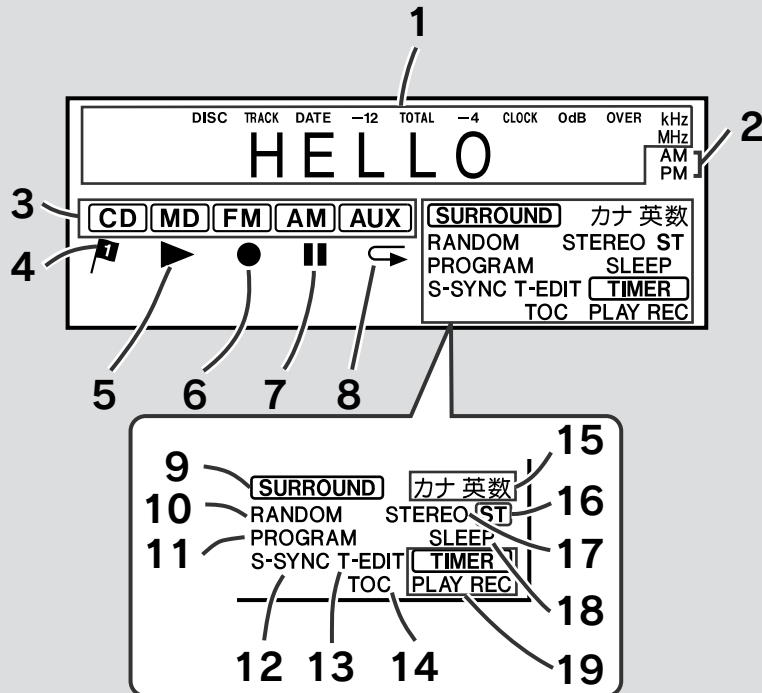 1
DISC TRACK DATE −12 TOTAL −4 CLOCK 0dB OVER kHz
MHz
HELLO
AM
PM
2
3
CD MD FM AM AUX
4
1
5
6
7
8
SURROUND カナ 英数
RANDOM STEREO ST
PROGRAM SLEEP
S-SYNC T-EDIT TIMER
TOC PLAY REC
9
SURROUND カナ 英数
15
10
RANDOM STEREO ST
16
11
PROGRAM SLEEP
17
S-SYNC T-EDIT TIMER
TOC PLAY REC
18
12 13 14 19